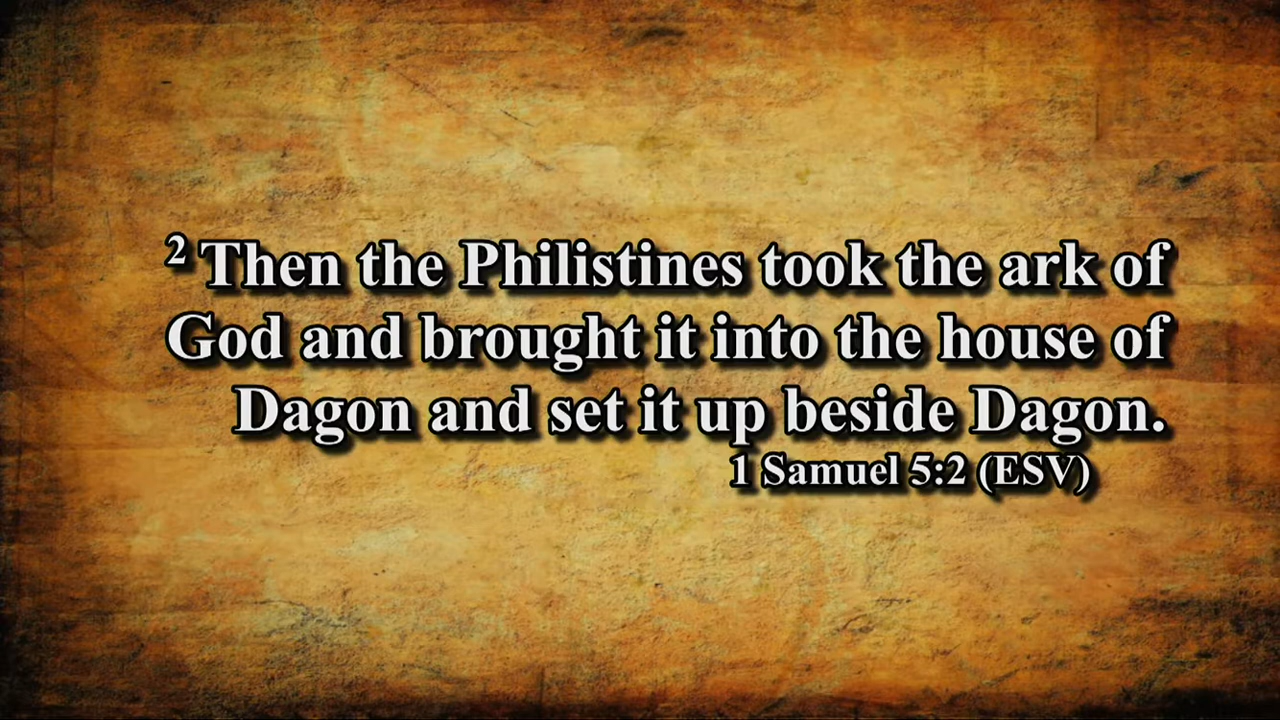 ² Then the Philistines took the ark of
God and brought it into the house of
Dagon and set it up beside Dagon.
1 Samuel 5:2 (ESV)